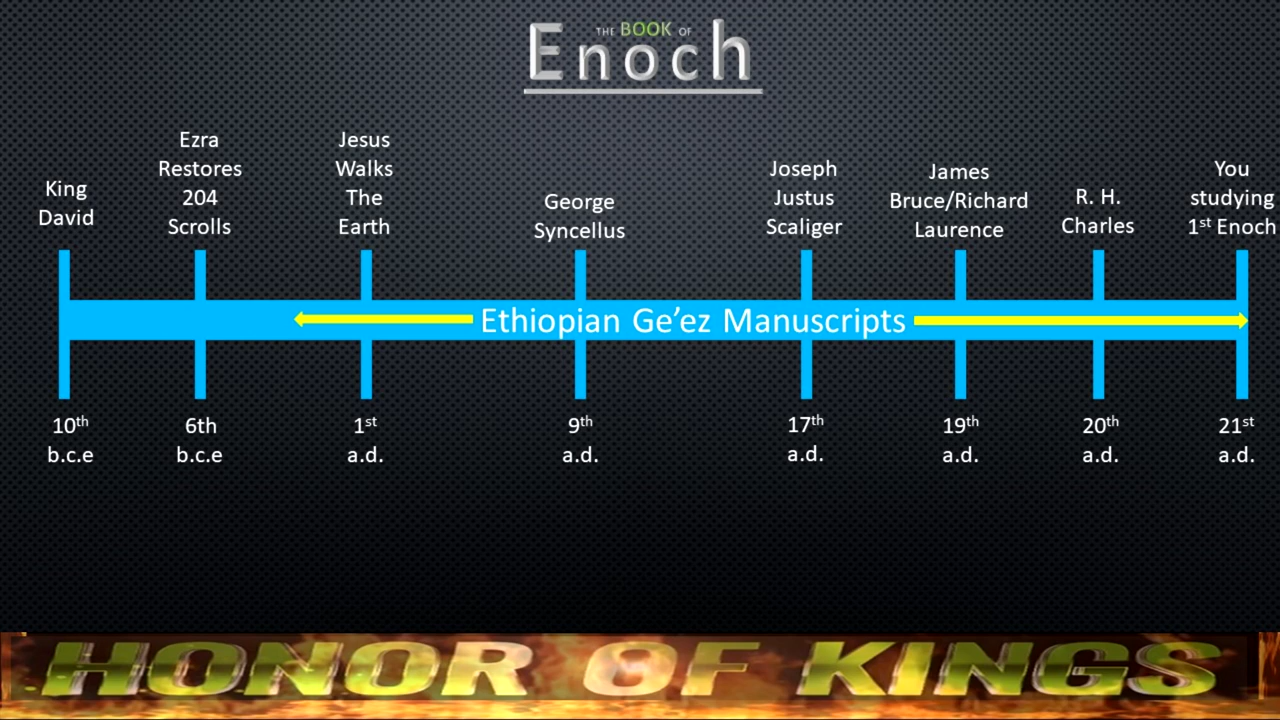 THE BOOK OF
Enoch
King
David
Ezra
Restores
204
Scrolls
Jesus
Walks
The
Earth
George
Syncellus
Joseph
Justus
Scaliger
James
Bruce/Richard
Laurence
R. H.
Charles
You
studying
1st Enoch
Ethiopian Ge’ez Manuscripts
10th
b.c.e
6th
b.c.e
1st
a.d.
9th
a.d.
17th
a.d.
19th
a.d.
20th
a.d.
21st
a.d.
HONOR OF KINGS